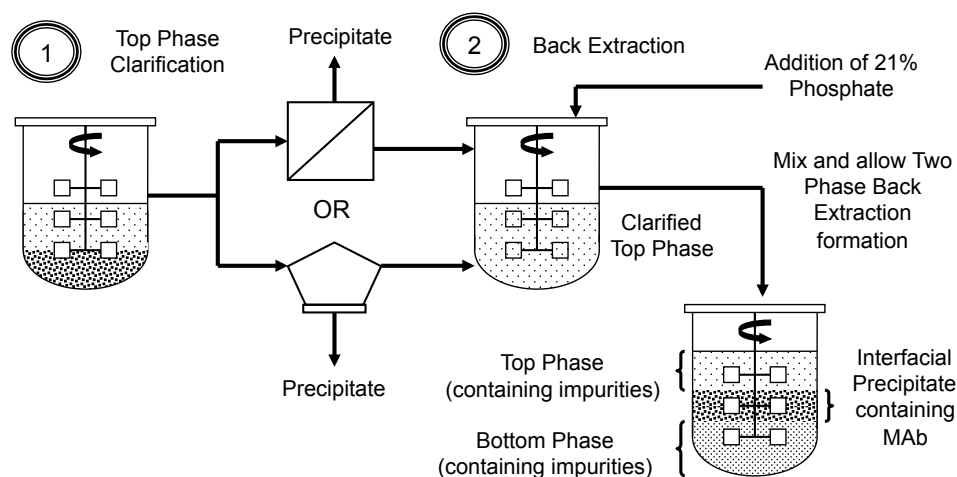 1
Top Phase
Clarification
Precipitate
2
Back Extraction
Addition of 21%
Phosphate
OR
Mix and allow Two
Phase Back
Extraction
formation
Clarified
Top Phase
Precipitate
Top Phase
(containing impurities)
Bottom Phase
(containing impurities)
Interfacial
Precipitate
containing
MAb